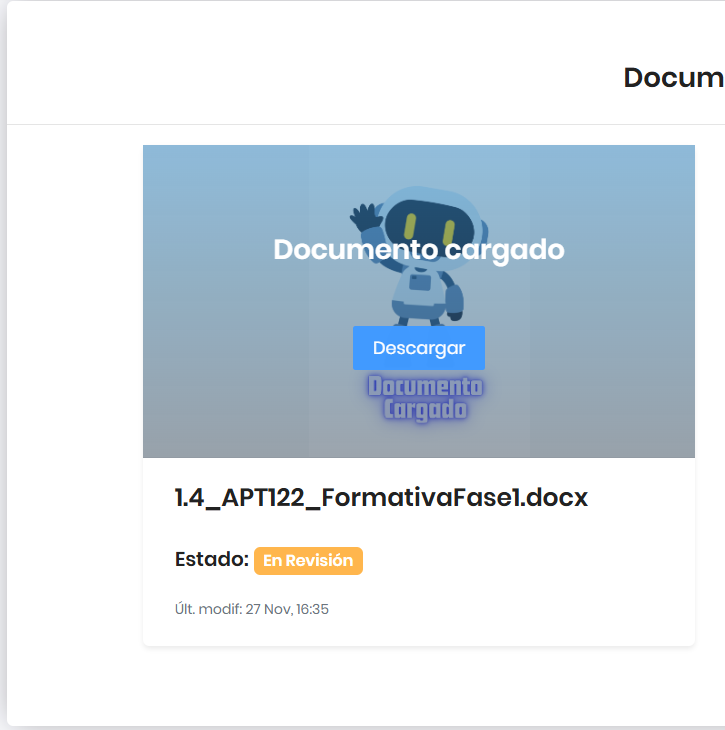 Docum
Documento cargado
Descargar
Documento
Cargado
1.4_APT122_FormativaFase1.docx
Estado: En Revisión
Últ. modif: 27 Nov, 16:35